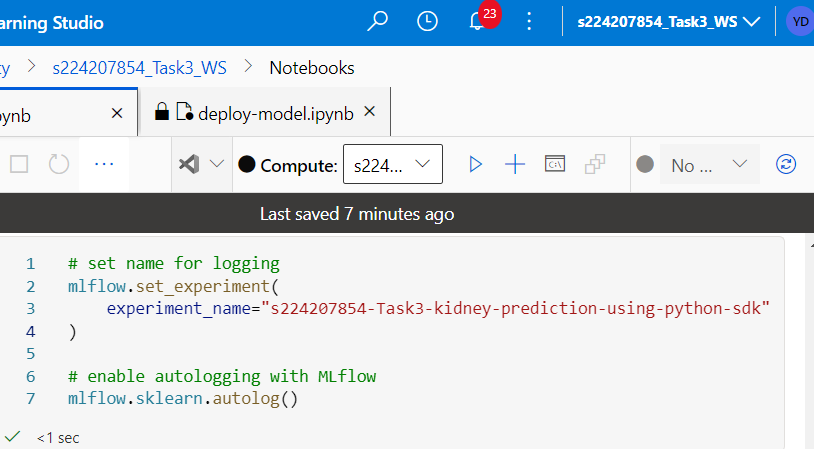 arning Studio
23
s224207854_Task3_WS
YD
ty > s224207854_Task3_WS > Notebooks
ynb
deploy-model.ipynb
... Compute: s224... No ...
Last saved 7 minutes ago
1 # set name for logging
2 mlflow.set_experiment(
3 experiment_name="s224207854-Task3-kidney-prediction-using-python-sdk"
4 )
5
6 # enable autologging with MLflow
7 mlflow.sklearn.autolog()
<1 sec